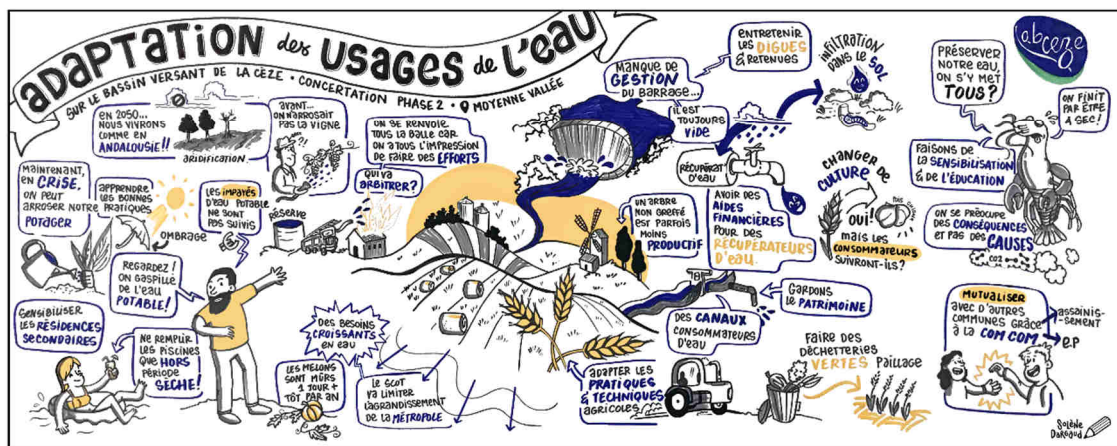 ADAPTATION des USAGES de L'EAU
SUR LE BASSIN VERSANT DE LA CÈZE • CONCERTATION PHASE 2 • MOYENNE VALLÉE
EN 2050...
NOUS VIVRONS
COMME EN
ANDALOUSIE!!
ARIDIFICATION
AVANT...
ON N'ARROSAIT
PAS LA VIGNE
?!
ON SE RENVOIE
TOUS LA BALLE CAR
ON A TOUS L'IMPRESSION
DE FAIRE DES EFFORTS
QUI VA
ARBITRER?
MAINTENANT,
EN CRISE,
ON PEUT
ARROSER NOTRE
POTAGER
APPRENDRE
LES BONNES
PRATIQUES
OMBRAGE
LES IMPAYÉS
D'EAU POTABLE
NE SONT
PAS SUIVIS
RÉSERVE
REGARDEZ!
ON GASPILLE
DE L'EAU
POTABLE!
SENSIBILISER
LES RÉSIDENCES
SECONDAIRES
NE REMPLIR
LES PISCINES
QUE HORS
PÉRIODE
SÈCHE!
DES BESOINS
CROISSANTS
EN EAU
LES MELONS
SONT MÛRS
1 JOUR +
TÔT PAR AN
LE SCOT
VA LIMITER
L'AGRANDISSEMENT
DE LA MÉTROPOLE
MANQUE DE
GESTION
DU BARRAGE...
IL EST
TOUJOURS
VIDE
ENTRETENIR
LES DIGUES
& RETENUES
INFILTRATION
DANS LE SOL
RÉCUPÉRAT°
D'EAU
AVOIR DES
AIDES
FINANCIÈRES
POUR DES
RÉCUPÉRATEURS
D'EAU.
UN ARBRE
NON GREFFÉ
EST PARFOIS
MOINS
PRODUCTIF
CHANGER DE
CULTURE
OUI!
MAIS LES
CONSOMMATEURS
SUIVRONT-ILS?
GARDONS
LE PATRIMOINE
DES CANAUX
CONSOMMATEURS
D'EAU
ADAPTER LES
PRATIQUES
& TECHNIQUES
AGRICOLES
FAIRE DES
DÉCHETTERIES
VERTES
PAILLAGE
abcèze
PRÉSERVER
NOTRE EAU,
ON S'Y MET
TOUS?
ON FINIT
PAR ÊTRE
À SEC!
FAISONS DE
LA SENSIBILISATION
& DE L'ÉDUCATION
ON SE PRÉOCUPE
DES CONSÉQUENCES
ET PAS DES CAUSES
CO2
MUTUALISER
AVEC D'AUTRES
COMMUNES GRÂCE
À LA COM COM
ASSAINIS-
SEMENT
E.P
SOLÈNE
DARGAUD